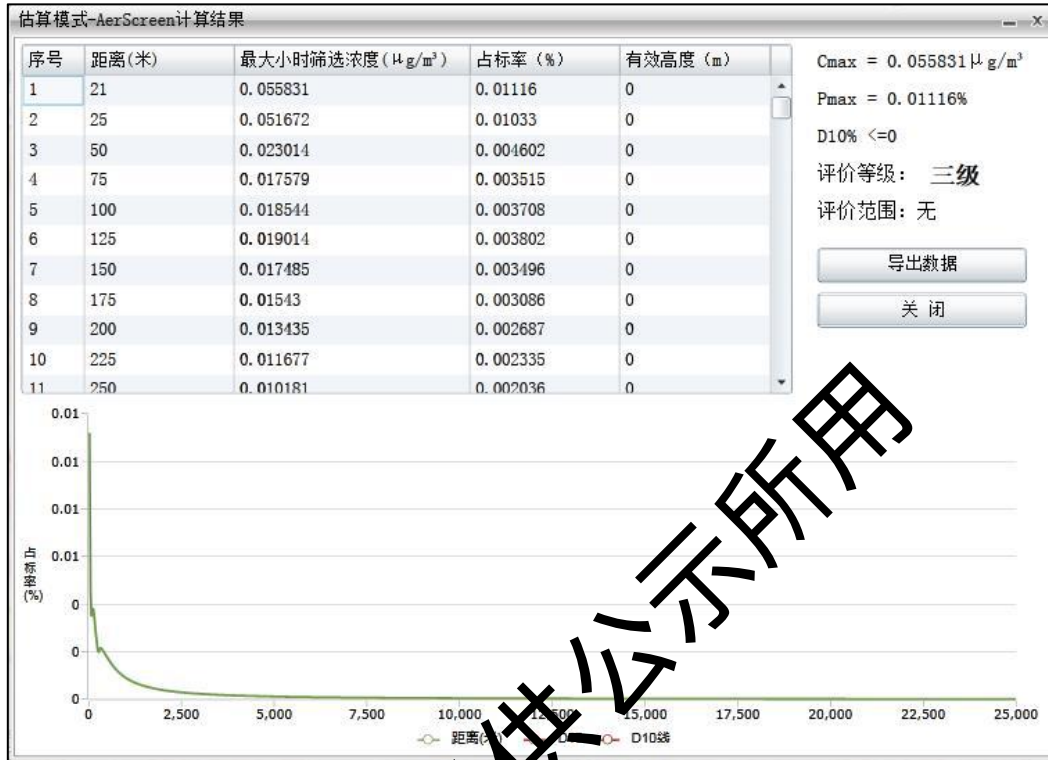 估算模式-AerScreen计算结果
序号 距离(米) 最大小时筛选浓度(μg/m³) 占标率 (%) 有效高度 (m)
1 21 0.055831 0.01116 0
2 25 0.051672 0.01033 0
3 50 0.023014 0.004602 0
4 75 0.017579 0.003515 0
5 100 0.018544 0.003708 0
6 125 0.019014 0.003802 0
7 150 0.017485 0.003496 0
8 175 0.01543 0.003086 0
9 200 0.013435 0.002687 0
10 225 0.011677 0.002335 0
11 250 0.010181 0.002036 0
Cmax = 0.055831μg/m³
Pmax = 0.01116%
D10% <=0
评价等级： 三级
评价范围：无
导出数据
关闭
0.01
0.01
0.01
0.01
0
0
0
占标率(%)
0 2,500 5,000 7,500 10,000 12,500 15,000 17,500 20,000 22,500 25,000
距离(米) D10线
供公示所用